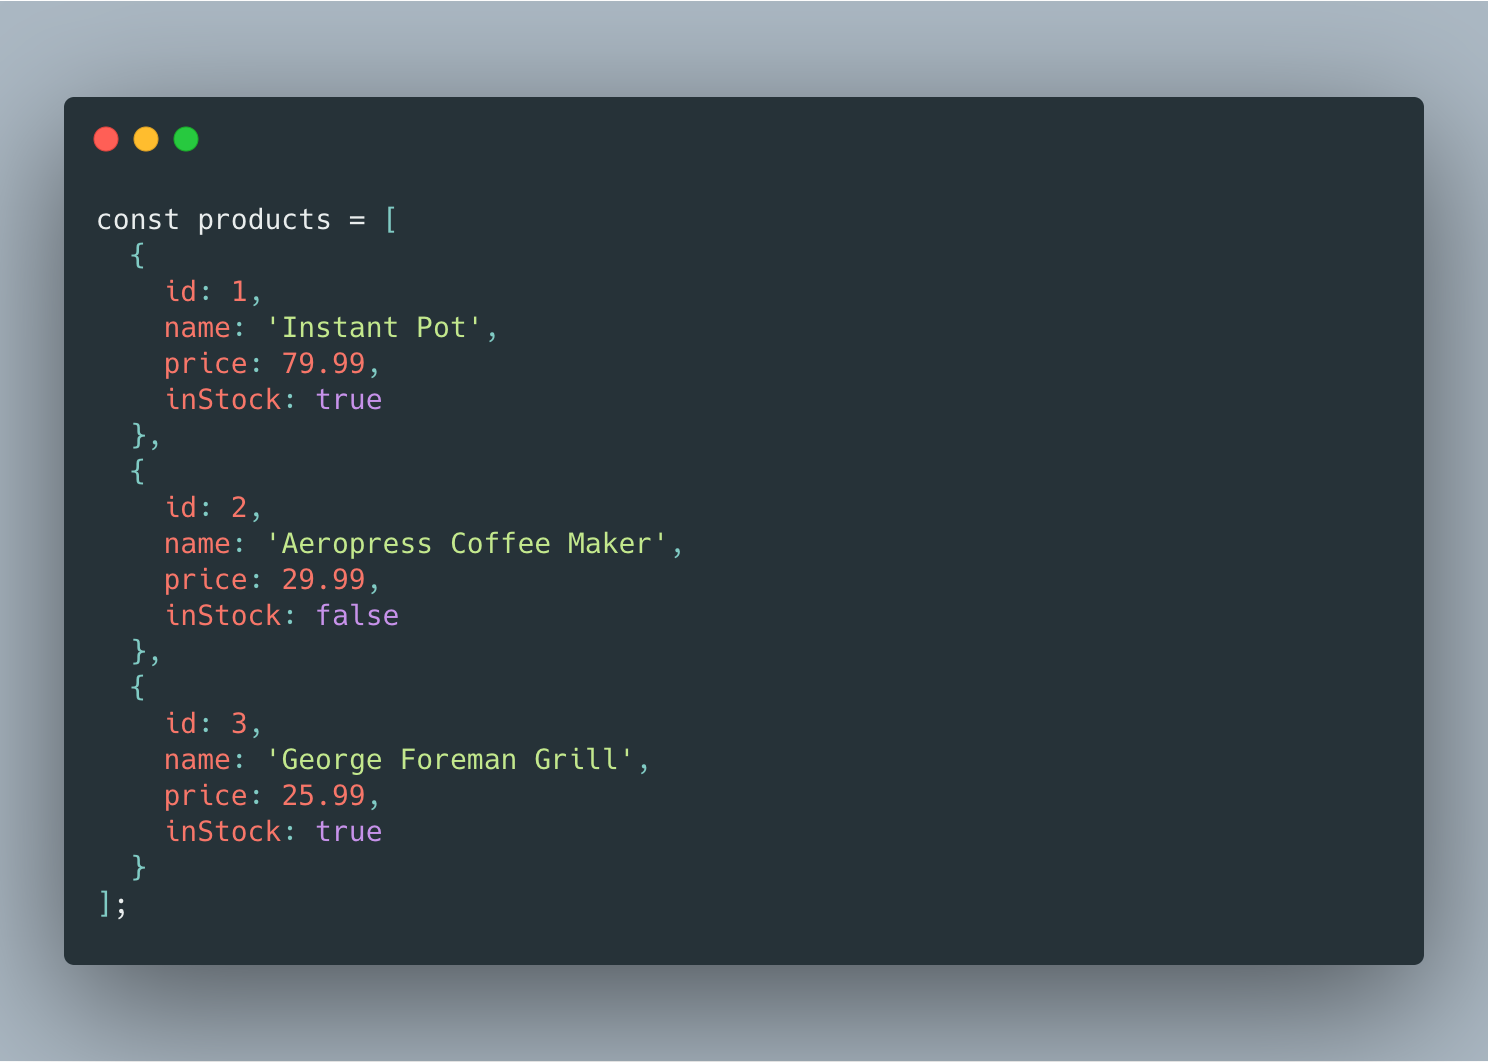 const products = [
  {
    id: 1,
    name: 'Instant Pot',
    price: 79.99,
    inStock: true
  },
  {
    id: 2,
    name: 'Aeropress Coffee Maker',
    price: 29.99,
    inStock: false
  },
  {
    id: 3,
    name: 'George Foreman Grill',
    price: 25.99,
    inStock: true
  }
];